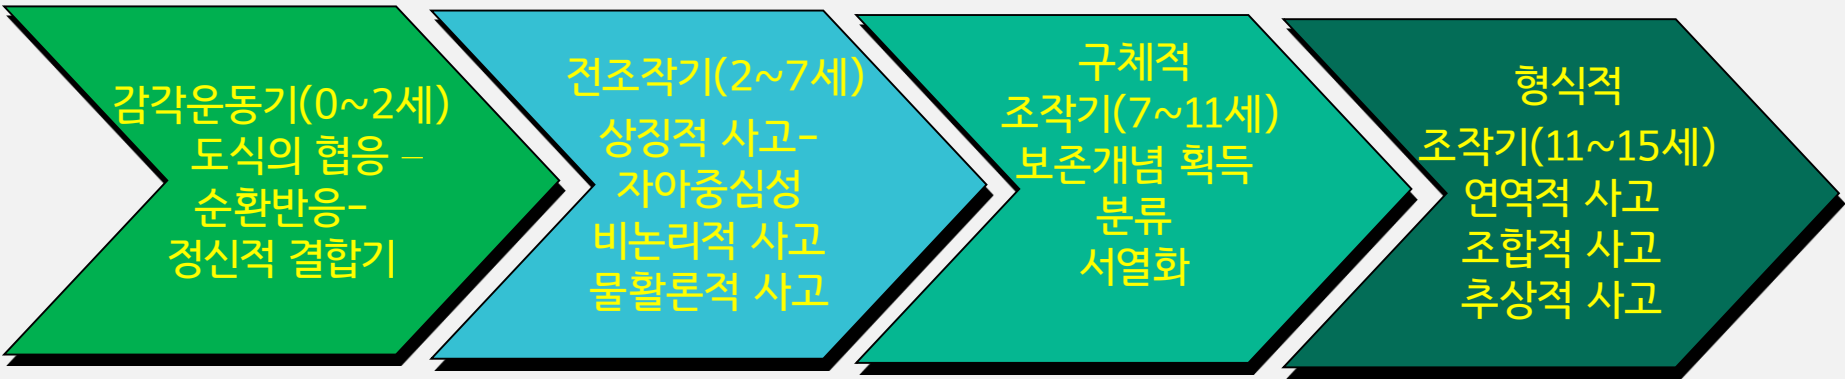 감각운동기(0~2세)
도식의 협응 –
순환반응-
정신적 결합기
전조작기(2~7세)
상징적 사고-
자아중심성
비논리적 사고
물활론적 사고
구체적
조작기(7~11세)
보존개념 획득
분류
서열화
형식적
조작기(11~15세)
연역적 사고
조합적 사고
추상적 사고